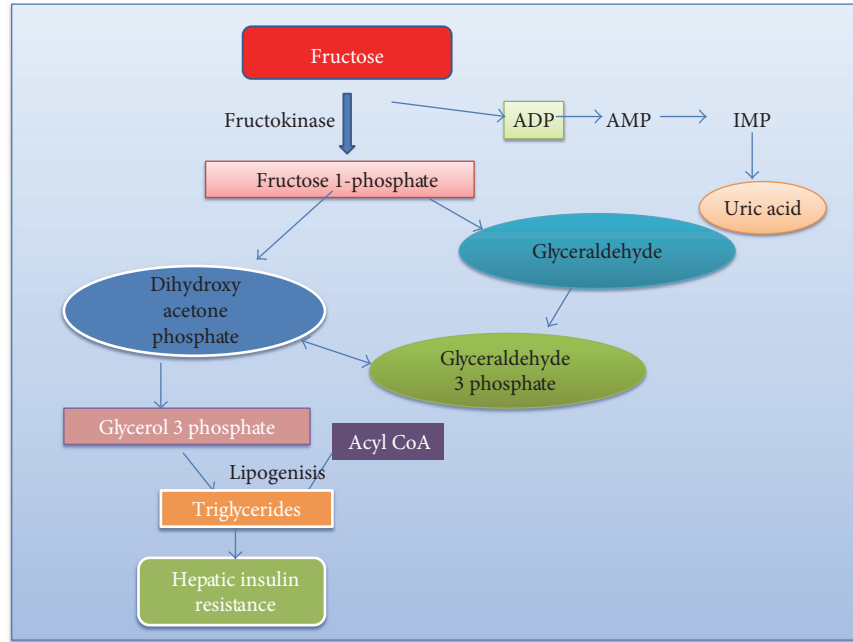 Fructose
Fructokinase
ADP
AMP
IMP
Fructose 1-phosphate
Uric acid
Glyceraldehyde
Dihydroxy
acetone
phosphate
Glyceraldehyde
3 phosphate
Glycerol 3 phosphate
Acyl CoA
Lipogenisis
Triglycerides
Hepatic insulin
resistance